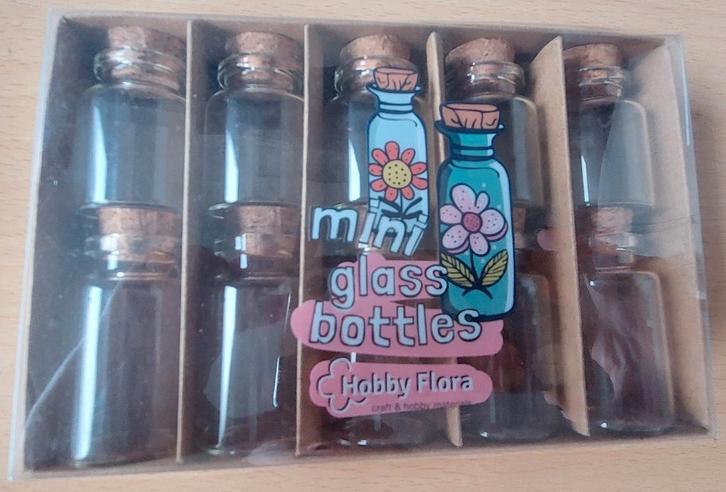 mini
glass
bottles
Hobby Flora
craft & hobby materials